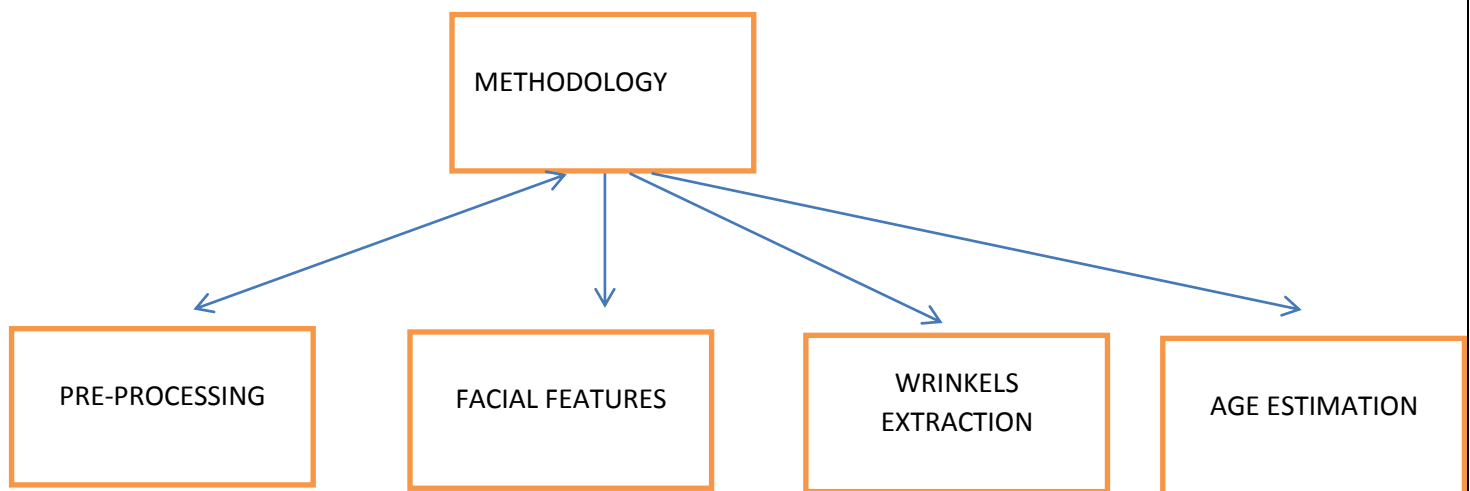 METHODOLOGY
PRE-PROCESSING
FACIAL FEATURES
WRINKELS
EXTRACTION
AGE ESTIMATION